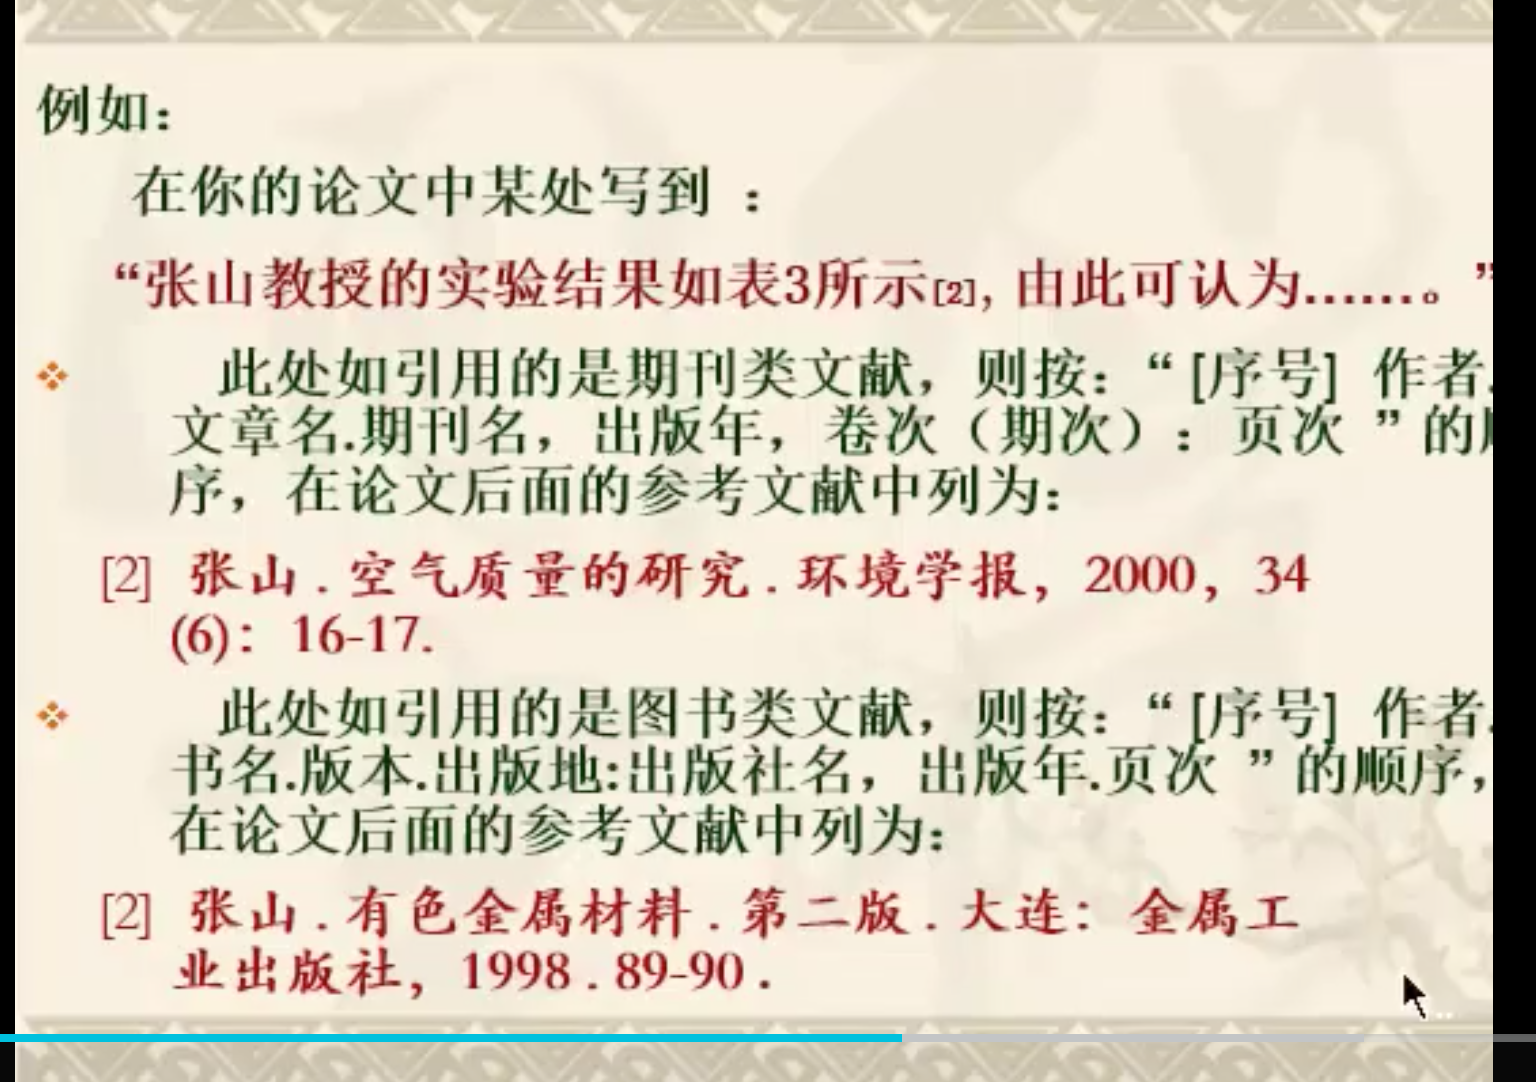 例如：
在你的论文中某处写到 ：
“张山教授的实验结果如表3所示[2], 由此可认为……。”
此处如引用的是期刊类文献，则按：“ [序号] 作者.
文章名.期刊名，出版年，卷次（期次）：页次 ” 的
序，在论文后面的参考文献中列为：
[2] 张山 . 空气质量的研究 . 环境学报，2000，34
(6)：16-17.
此处如引用的是图书类文献，则按：“ [序号] 作者.
书名.版本.出版地:出版社名，出版年.页次 ” 的顺序，
在论文后面的参考文献中列为：
[2] 张山 . 有色金属材料 . 第二版 . 大连：金属工
业出版社，1998 . 89-90 .